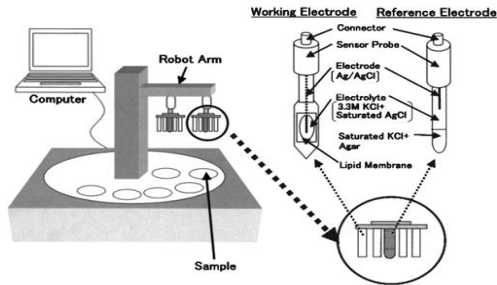 Working Electrode
Reference Electrode
Connector
Sensor Probe
Robot Arm
Electrode
(Ag/AgCl)
Computer
Electrolyte
3.3M KCl+
Saturated AgCl
Saturated KCl+
Agar
Lipid Membrane
Sample